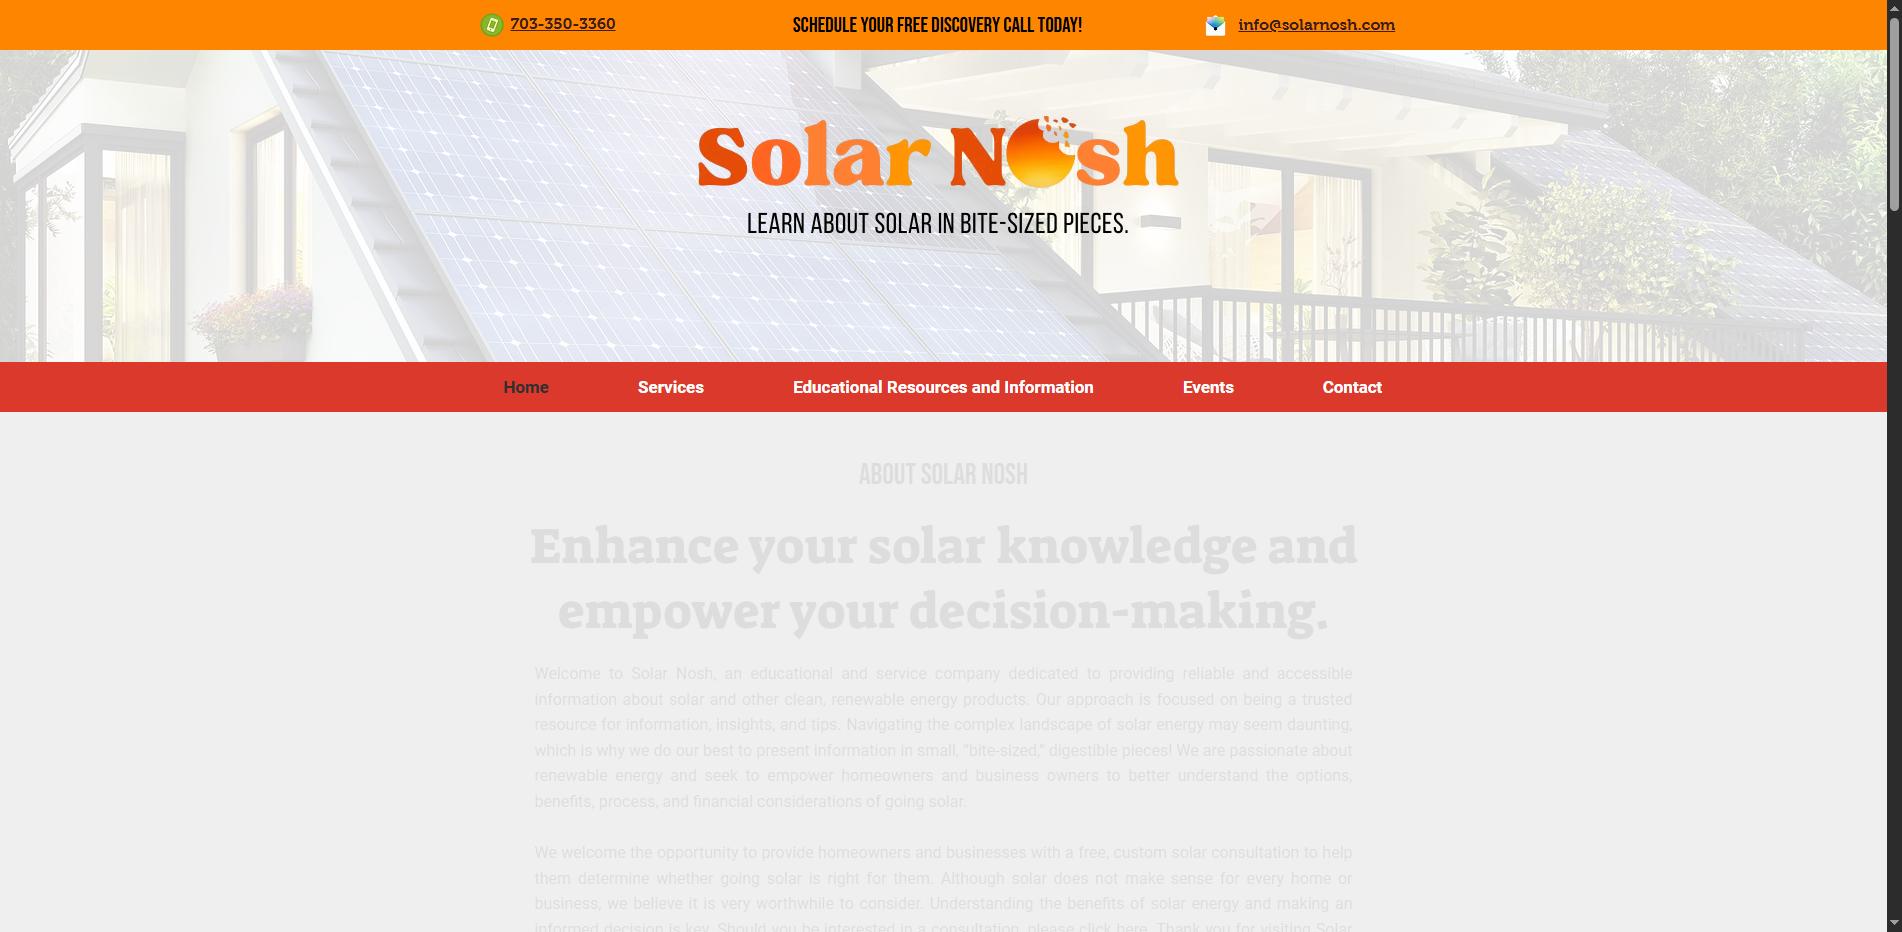 703-350-3360
SCHEDULE YOUR FREE DISCOVERY CALL TODAY!
info@solarnosh.com
Solar Nosh
LEARN ABOUT SOLAR IN BITE-SIZED PIECES.
Home Services Educational Resources and Information Events Contact
ABOUT SOLAR NOSH
Enhance your solar knowledge and
empower your decision-making.
Welcome to Solar Nosh, an educational and service company dedicated to providing reliable and accessible
information about solar and other clean, renewable energy products. Our approach is focused on being a trusted
resource for information, insights, and tips. Navigating the complex landscape of solar energy may seem daunting,
which is why we do our best to present information in small, "bite-sized," digestible pieces! We are passionate about
renewable energy and seek to empower homeowners and business owners to better understand the options,
benefits, process, and financial considerations of going solar.
We welcome the opportunity to provide homeowners and businesses with a free, custom solar consultation to help
them determine whether going solar is right for them. Although solar does not make sense for every home or
business, we believe it is very worthwhile to consider. Understanding the benefits of solar energy and making an
informed decision is key. Should you be interested in a consultation, please click here. Thank you for visiting Solar